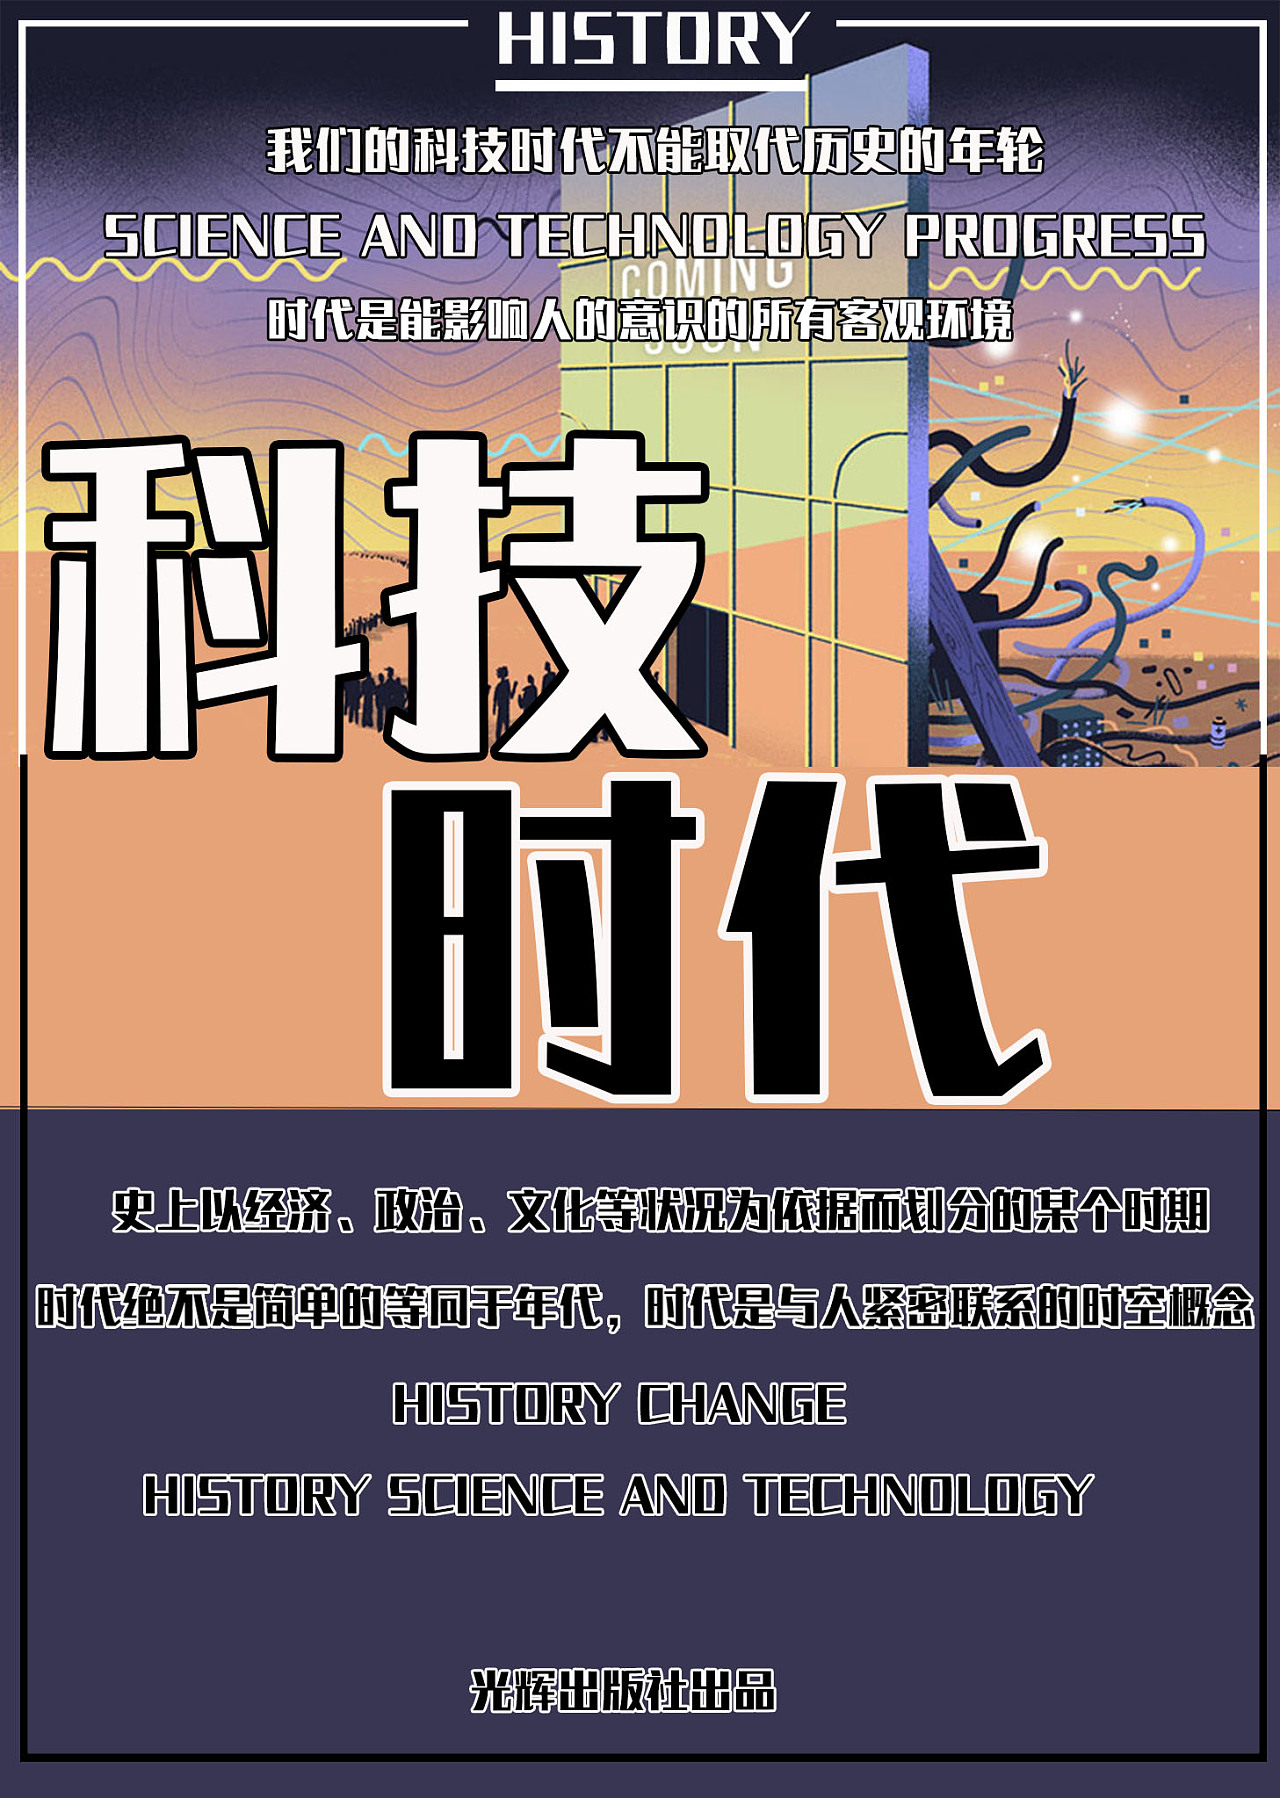 HISTORY
我们的科技时代不能取代历史的年轮
SCIENCE AND TECHNOLOGY PROGRESS
COMING
SOON
时代是能影响人的意识的所有客观环境
科技
时代
史上以经济、政治、文化等状况为依据而划分的某个时期
时代绝不是简单的等同于年代，时代是与人紧密联系的时空概念
HISTORY CHANGE
HISTORY SCIENCE AND TECHNOLOGY
光辉出版社出品